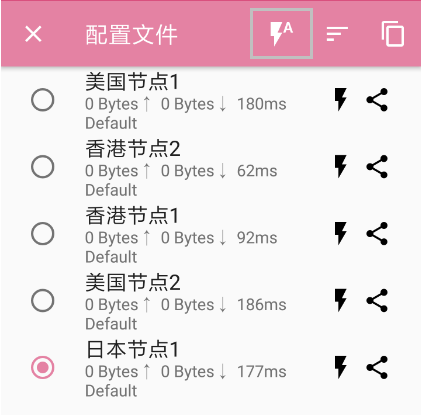 配置文件
A
美国节点1
0 Bytes↑ 0 Bytes↓ 180ms
Default
香港节点2
0 Bytes↑ 0 Bytes↓ 62ms
Default
香港节点1
0 Bytes↑ 0 Bytes↓ 92ms
Default
美国节点2
0 Bytes↑ 0 Bytes↓ 186ms
Default
日本节点1
0 Bytes↑ 0 Bytes↓ 177ms
Default